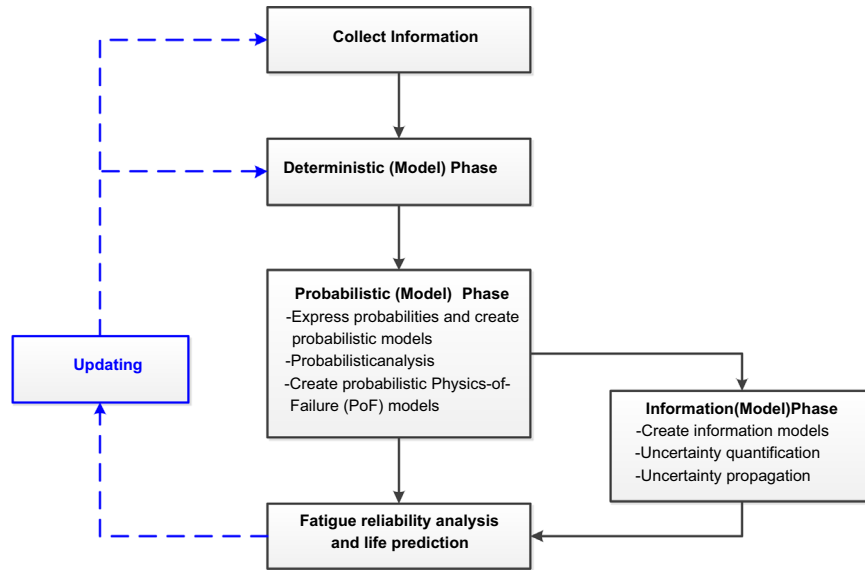 Collect Information
Deterministic (Model) Phase
Probabilistic (Model) Phase
-Express probabilities and create
probabilistic models
-Probabilisticanalysis
-Create probabilistic Physics-of-
Failure (PoF) models
Updating
Information(Model)Phase
-Create information models
-Uncertainty quantification
-Uncertainty propagation
Fatigue reliability analysis
and life prediction